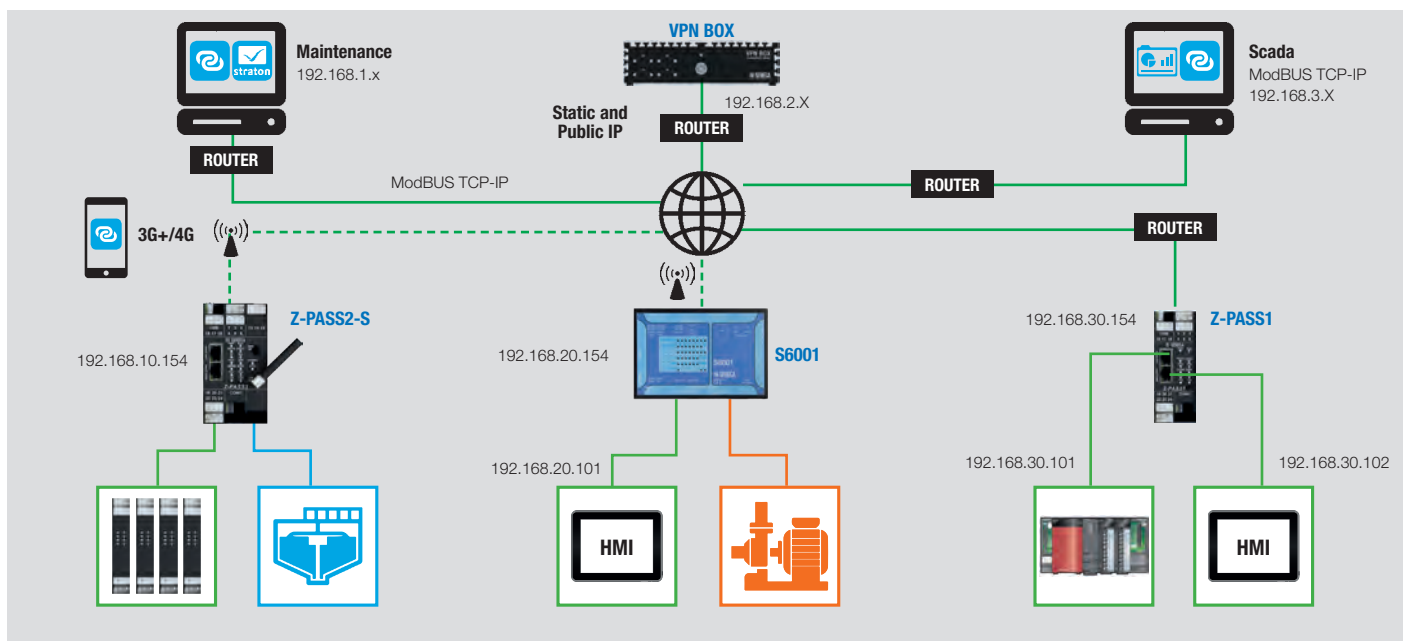 VPN BOX
Maintenance
192.168.1.x
straton
VPN BOX
Scada
ModBUS TCP-IP
192.168.3.X
192.168.2.X
Static and
Public IP
ROUTER
ROUTER
ModBUS TCP-IP
ROUTER
3G+/4G
ROUTER
Z-PASS2-S
192.168.10.154
192.168.20.154
S6001
S6001
192.168.30.154
Z-PASS1
192.168.20.101
192.168.30.101
192.168.30.102
HMI
HMI